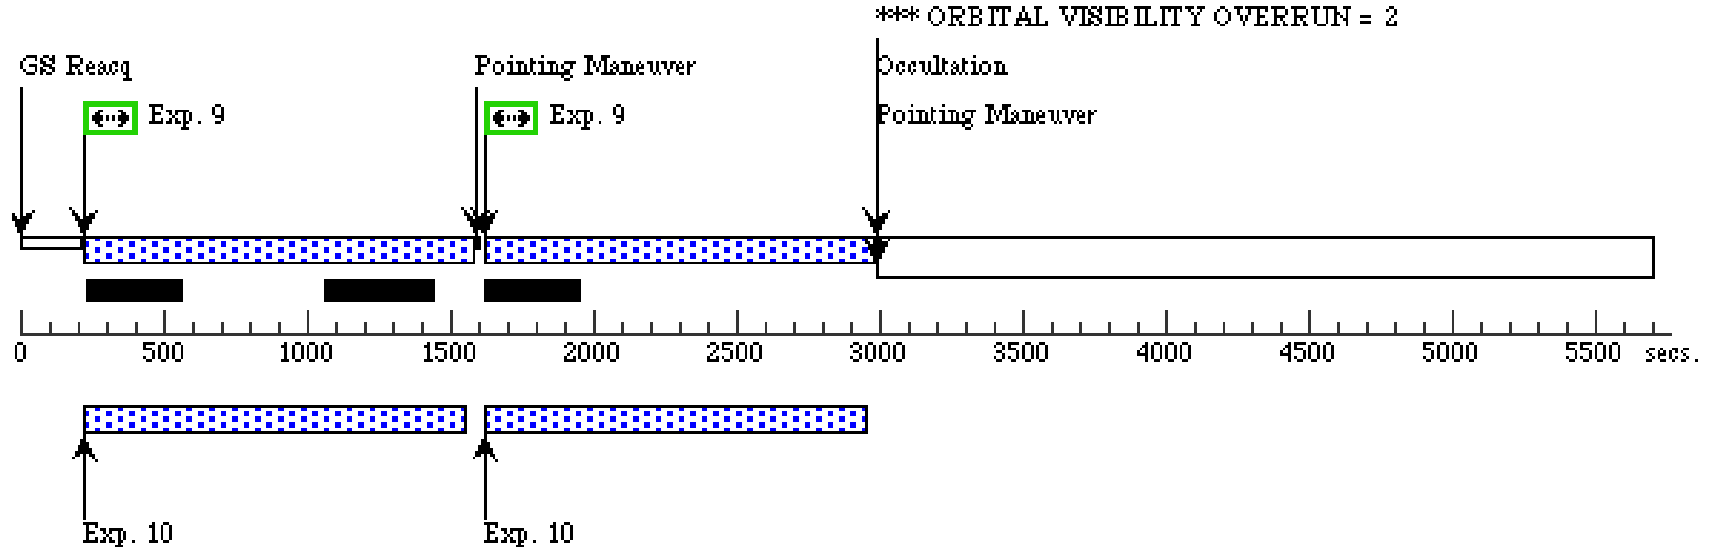 *** ORBITAL VISIBILITY OVERRUN = 2
GS Reacq Pointing Maneuver Occultation
Exp. 9 Exp. 9 Pointing Maneuver
0 500 1000 1500 2000 2500 3000 3500 4000 4500 5000 5500 secs.
Exp. 10 Exp. 10